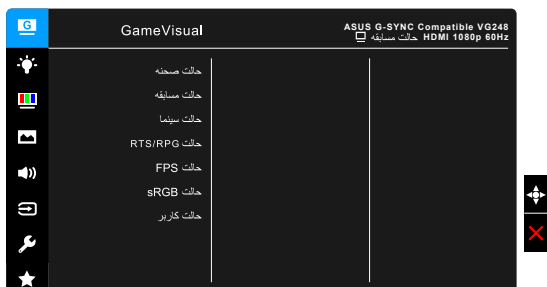 G
GameVisual
ASUS G-SYNC Compatible VG248
حالت مسابقه HDMI 1080p 60Hz
حالت صحنه
حالت مسابقه
حالت سینما
حالت RTS/RPG
حالت FPS
حالت sRGB
حالت کاربر